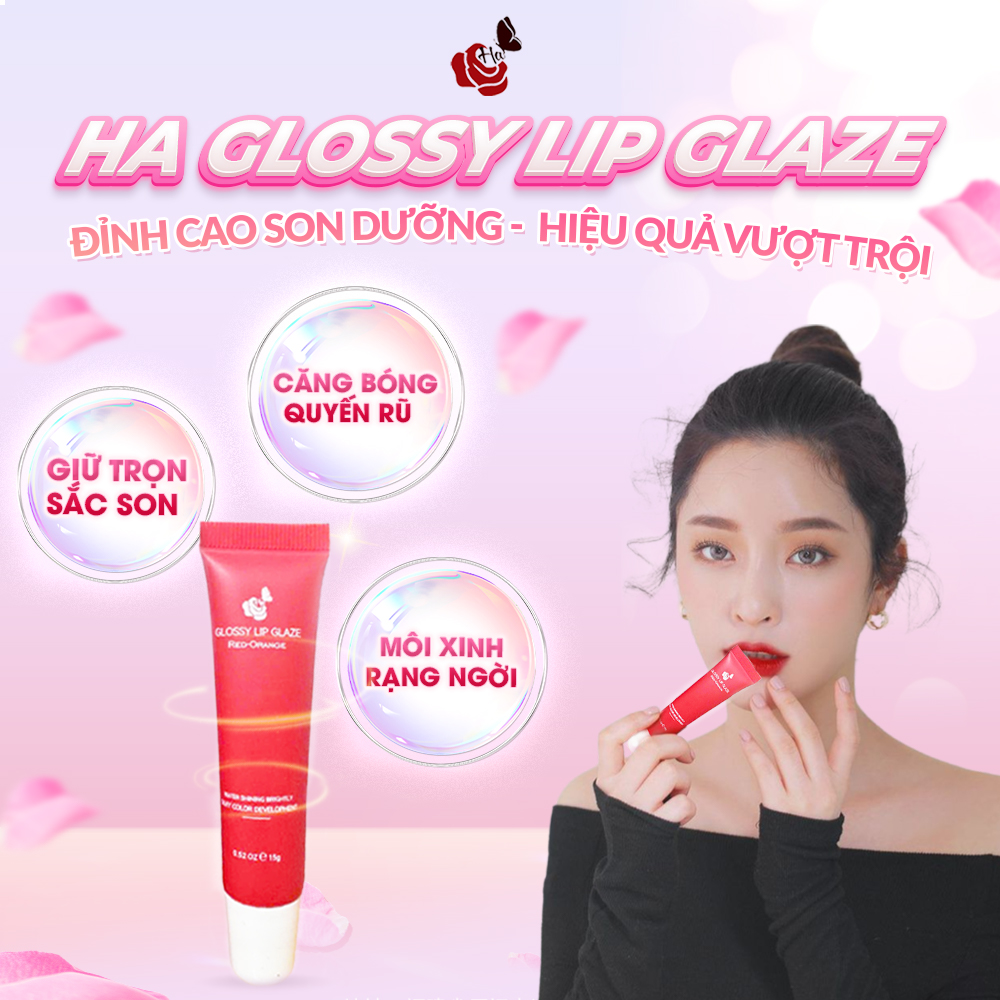 Ha
HA GLOSSY LIP GLAZE
ĐỈNH CAO SON DƯỠNG - HIỆU QUẢ VƯỢT TRỘI
CĂNG BÓNG
QUYẾN RŨ
GIỮ TRỌN
SẮC SON
MÔI XINH
RẠNG NGỜI
GLOSSY LIP GLAZE
RED-ORANGE
WATER SHINING BRIGHTLY
COLOR DEVELOPMENT
0.52 OZ ℮ 15g